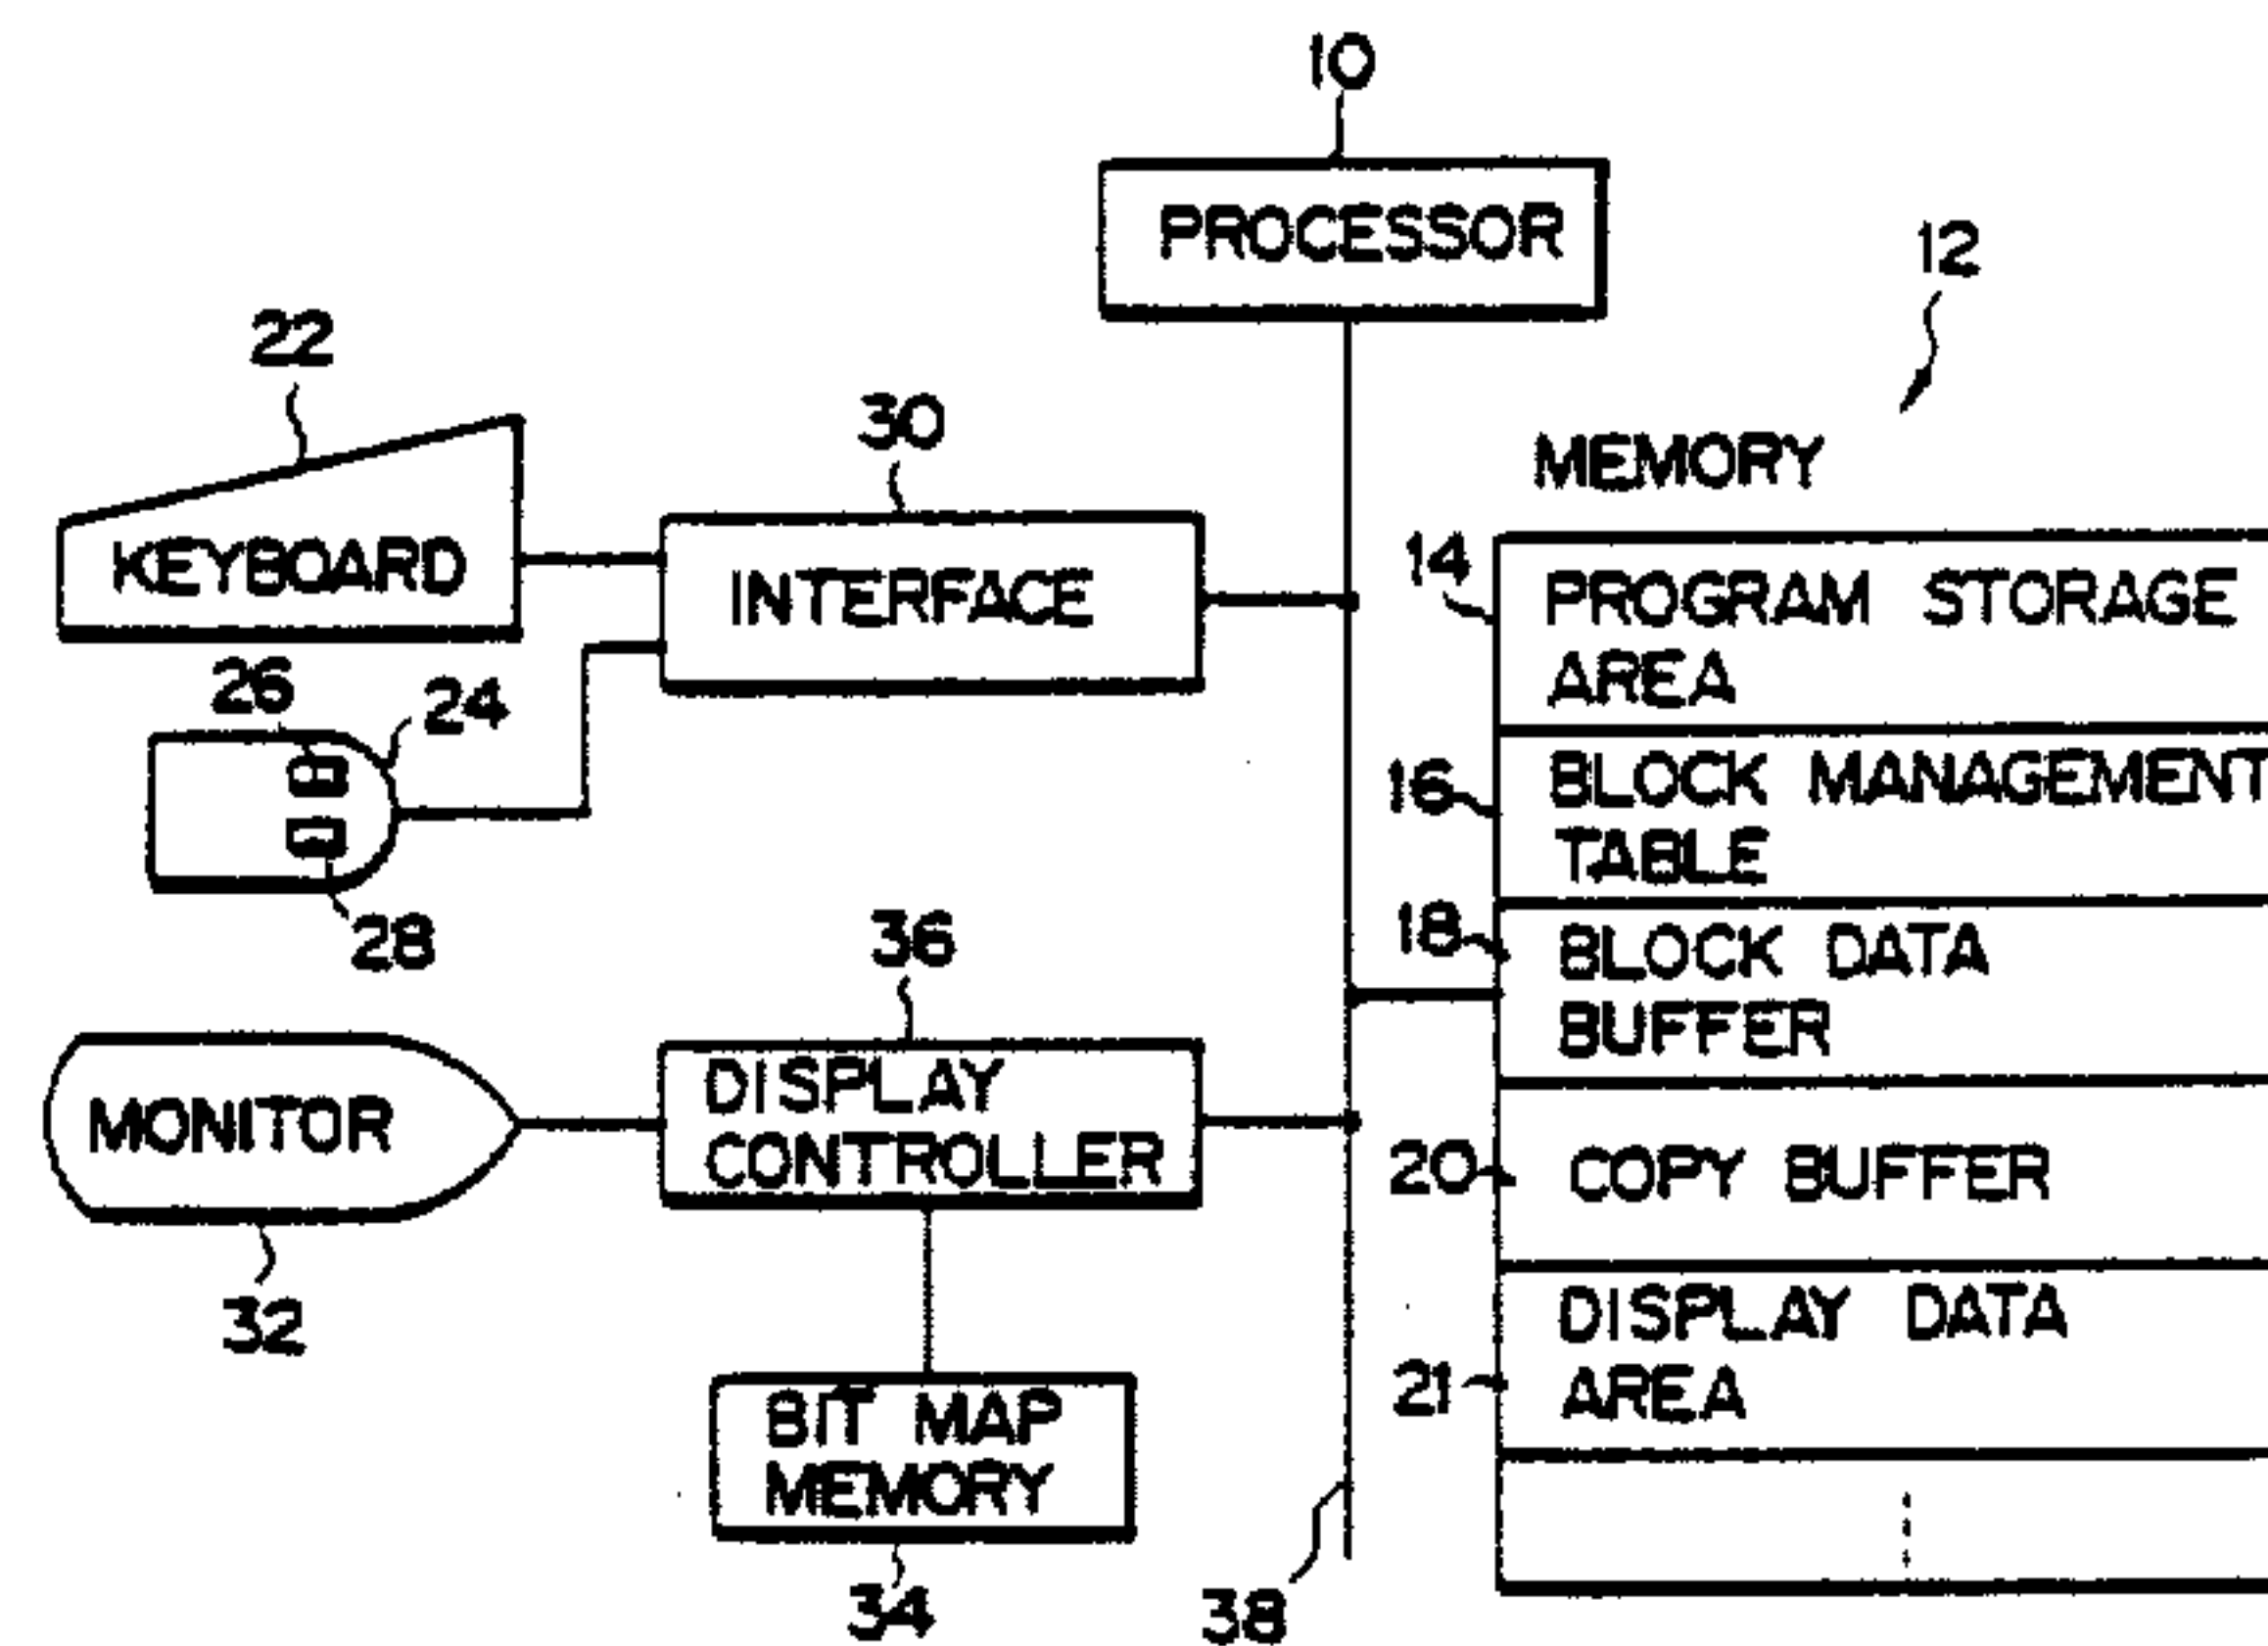 10
PROCESSOR
12
22
30
MEMORY
KEYBOARD
INTERFACE
14
PROGRAM STORAGE
AREA
26
24
16
BLOCK MANAGEMENT
TABLE
28
36
18
BLOCK DATA
BUFFER
MONITOR
DISPLAY
CONTROLLER
20
COPY BUFFER
32
DISPLAY DATA
AREA
21
BIT MAP
MEMORY
34
38